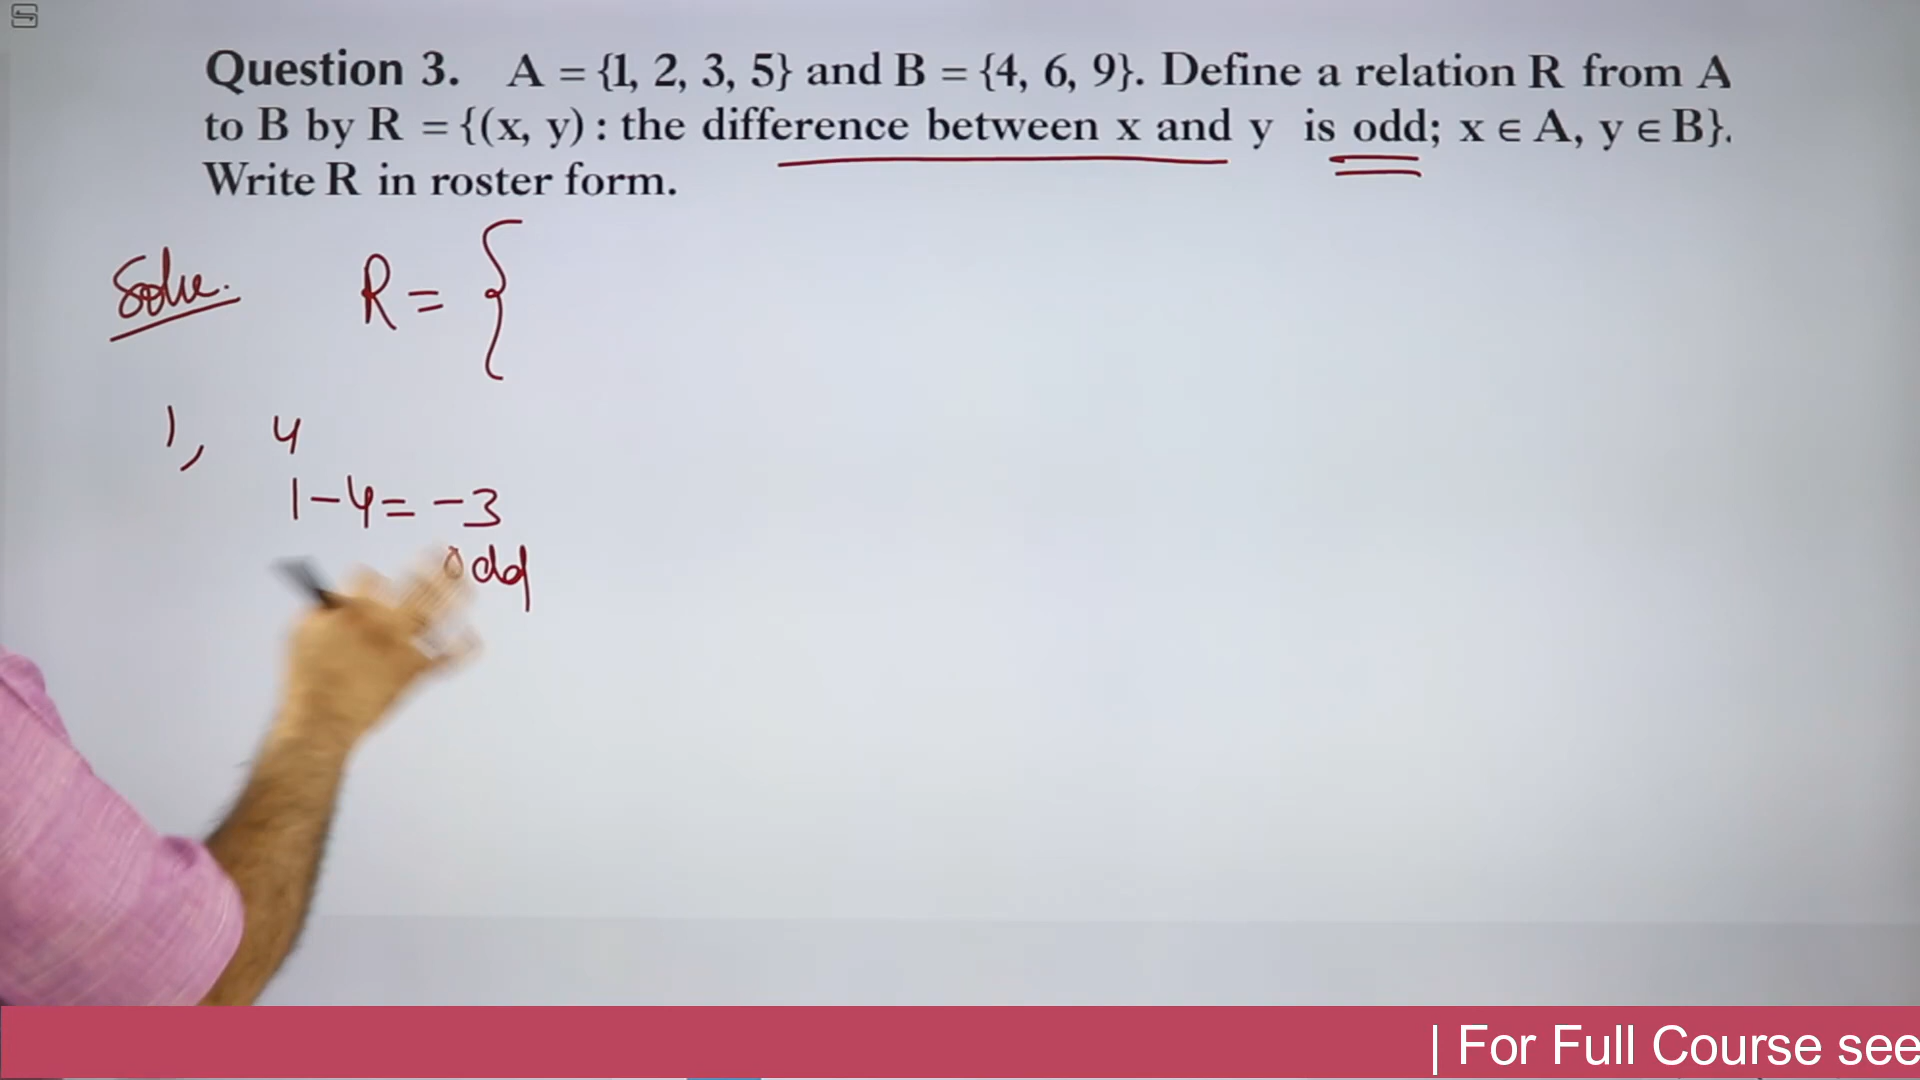 Question 3. A = {1, 2, 3, 5} and B = {4, 6, 9}. Define a relation R from A
to B by R = {(x, y) : the difference between x and y is odd; x ∈ A, y ∈ B}.
Write R in roster form.
Solu. R = {
1, 4
1-4= -3
Odd
| For Full Course see